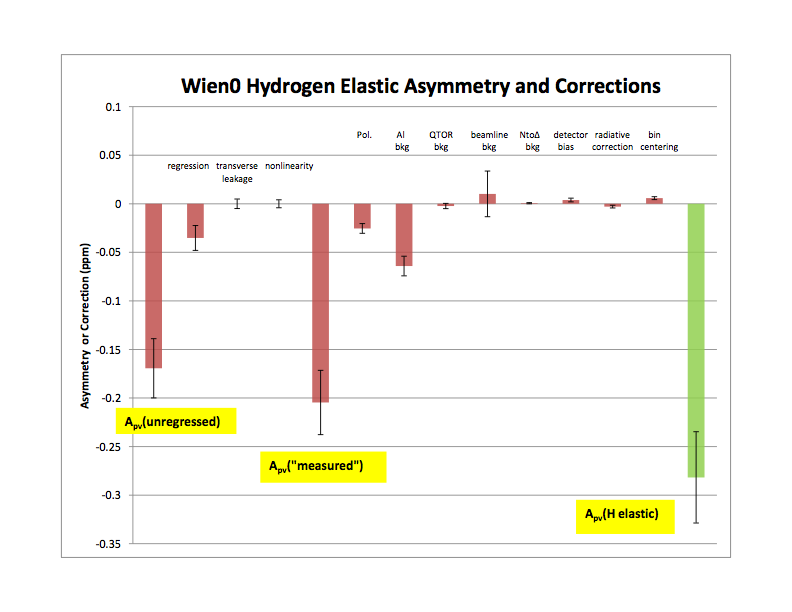 Wien0 Hydrogen Elastic Asymmetry and Corrections
Asymmetry or Correction (ppm)
0.1
0.05
0
-0.05
-0.1
-0.15
-0.2
-0.25
-0.3
-0.35
regression
transverse
leakage
nonlinearity
Pol.
Al
bkg
QTOR
bkg
beamline
bkg
NtoΔ
bkg
detector
bias
radiative
correction
bin
centering
Apv(unregressed)
Apv("measured")
Apv(H elastic)